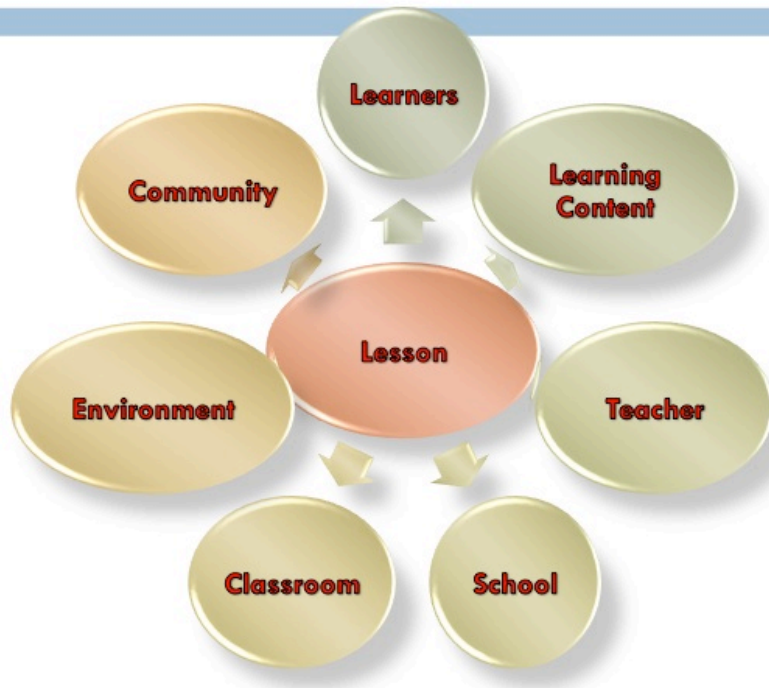 Learners
Community
Learning
Content
Lesson
Environment
Teacher
Classroom
School